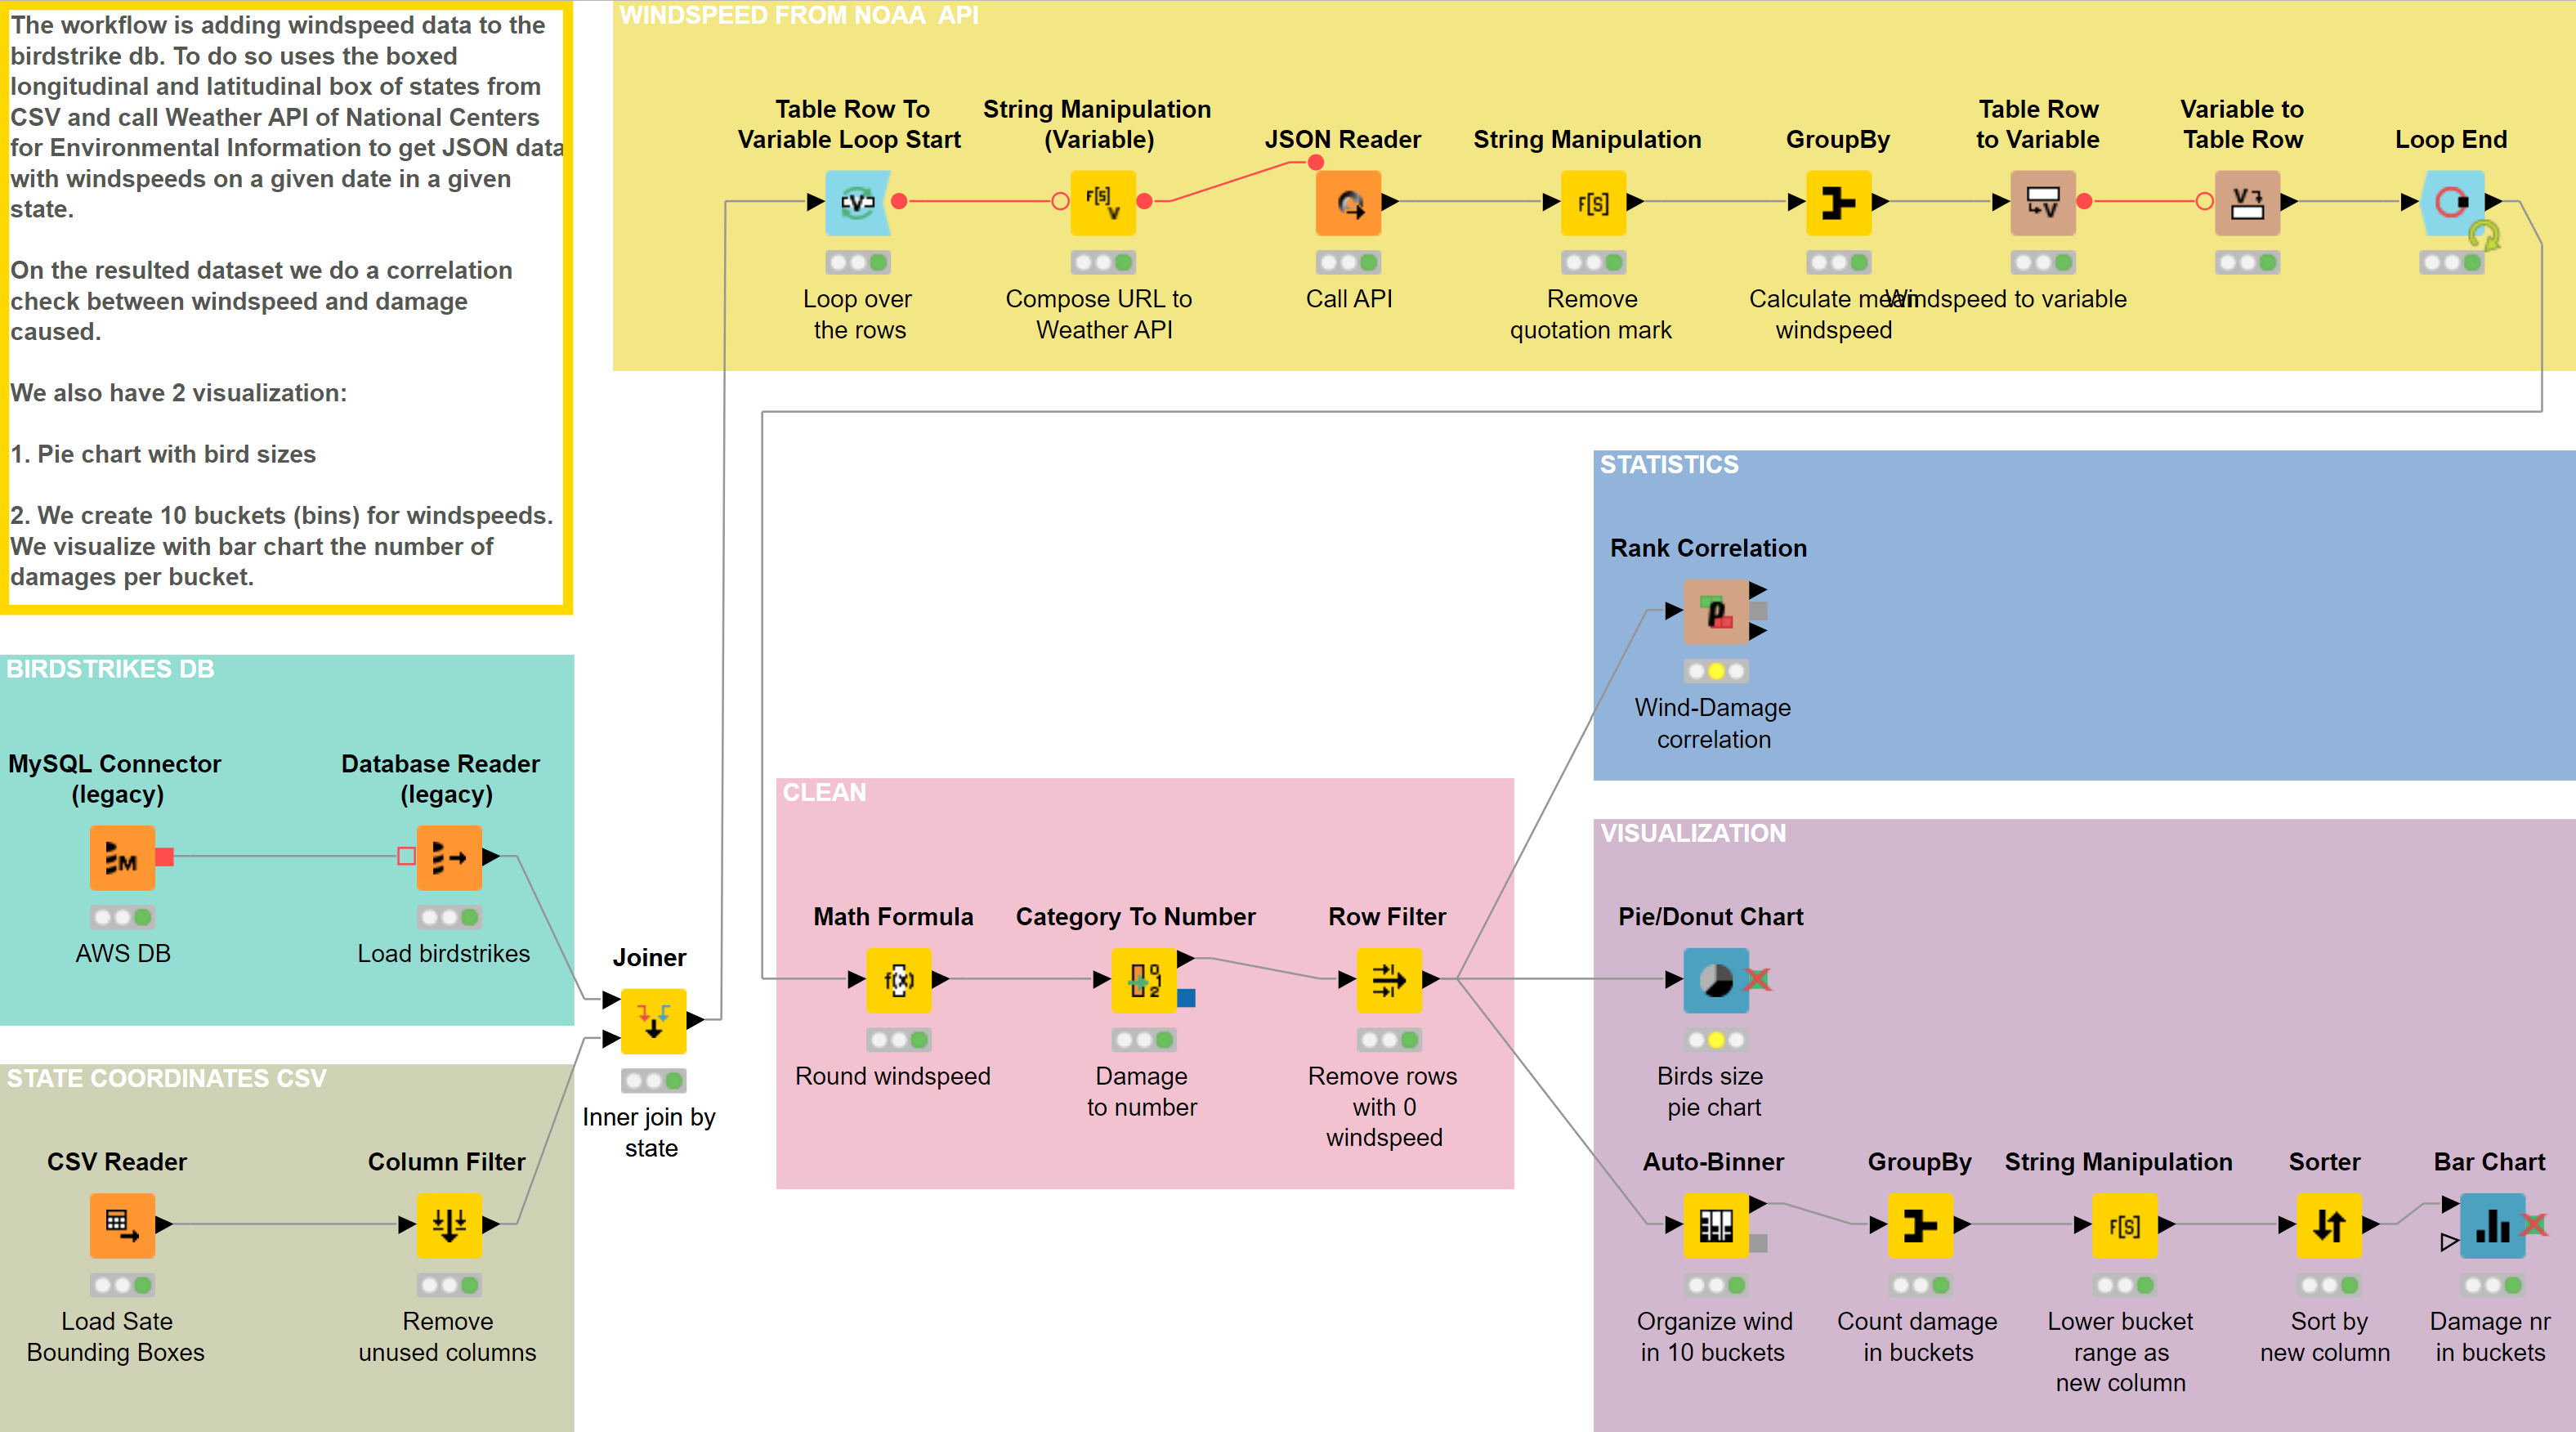 The workflow is adding windspeed data to the
birdstrike db. To do so uses the boxed
longitudinal and latitudinal box of states from
CSV and call Weather API of National Centers
for Environmental Information to get JSON data
with windspeeds on a given date in a given
state.
On the resulted dataset we do a correlation
check between windspeed and damage
caused.
We also have 2 visualization:
1. Pie chart with bird sizes
2. We create 10 buckets (bins) for windspeeds.
We visualize with bar chart the number of
damages per bucket.
WINDSPEED FROM NOAA API
Table Row To
Variable Loop Start
Loop over
the rows
String Manipulation
(Variable)
Compose URL to
Weather API
JSON Reader
Call API
String Manipulation
Remove
quotation mark
GroupBy
Calculate mean
windspeed
Table Row
to Variable
Windspeed to variable
Variable to
Table Row
Loop End
BIRDSTRIKES DB
MySQL Connector
(legacy)
AWS DB
Database Reader
(legacy)
Load birdstrikes
STATE COORDINATES CSV
CSV Reader
Load Sate
Bounding Boxes
Column Filter
Remove
unused columns
Joiner
Inner join by
state
CLEAN
Math Formula
Round windspeed
Category To Number
Damage
to number
Row Filter
Remove rows
with 0
windspeed
STATISTICS
Rank Correlation
Wind-Damage
correlation
VISUALIZATION
Pie/Donut Chart
Birds size
pie chart
Auto-Binner
Organize wind
in 10 buckets
GroupBy
Count damage
in buckets
String Manipulation
Lower bucket
range as
new column
Sorter
Sort by
new column
Bar Chart
Damage nr
in buckets